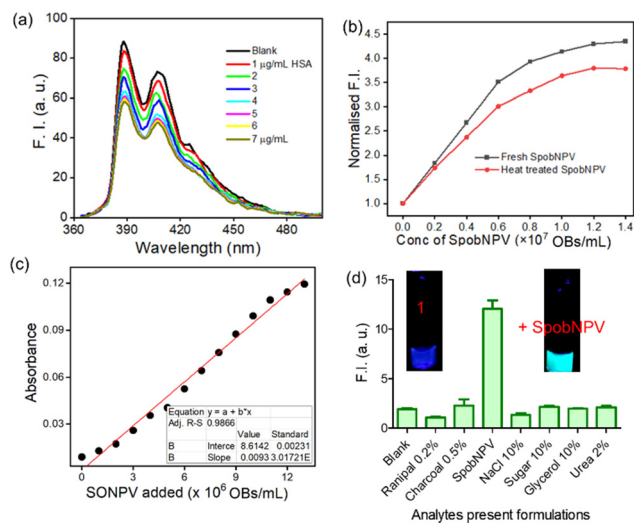 (a)
F. I. (a. u.)
100
80
60
40
20
0
360
390
420
450
480
Wavelength (nm)
Blank
1 μg/mL HSA
2
3
4
5
6
7 μg/mL
(b)
Normalised F.I.
4.5
4.0
3.5
3.0
2.5
2.0
1.5
1.0
0.0 0.2 0.4 0.6 0.8 1.0 1.2 1.4
Conc of SpobNPV (×10⁷ OBs/mL)
Fresh SpobNPV
Heat treated SpobNPV
(c)
Absorbance
0.12
0.09
0.06
0.03
0 3 6 9 12
SONPV added (x 10⁶ OBs/mL)
Equation y = a + b*x
Adj. R-S 0.9866
Value Standard
B Interce 8.6142 0.00231
B Slope 0.0093 3.01721E
(d)
F.I. (a. u.)
15
10
5
0
1
+ SpobNPV
Blank
Ranipal 0.2%
Charcoal 0.5%
SpobNPV
NaCl 10%
Sugar 10%
Glycerol 10%
Urea 2%
Analytes present formulations